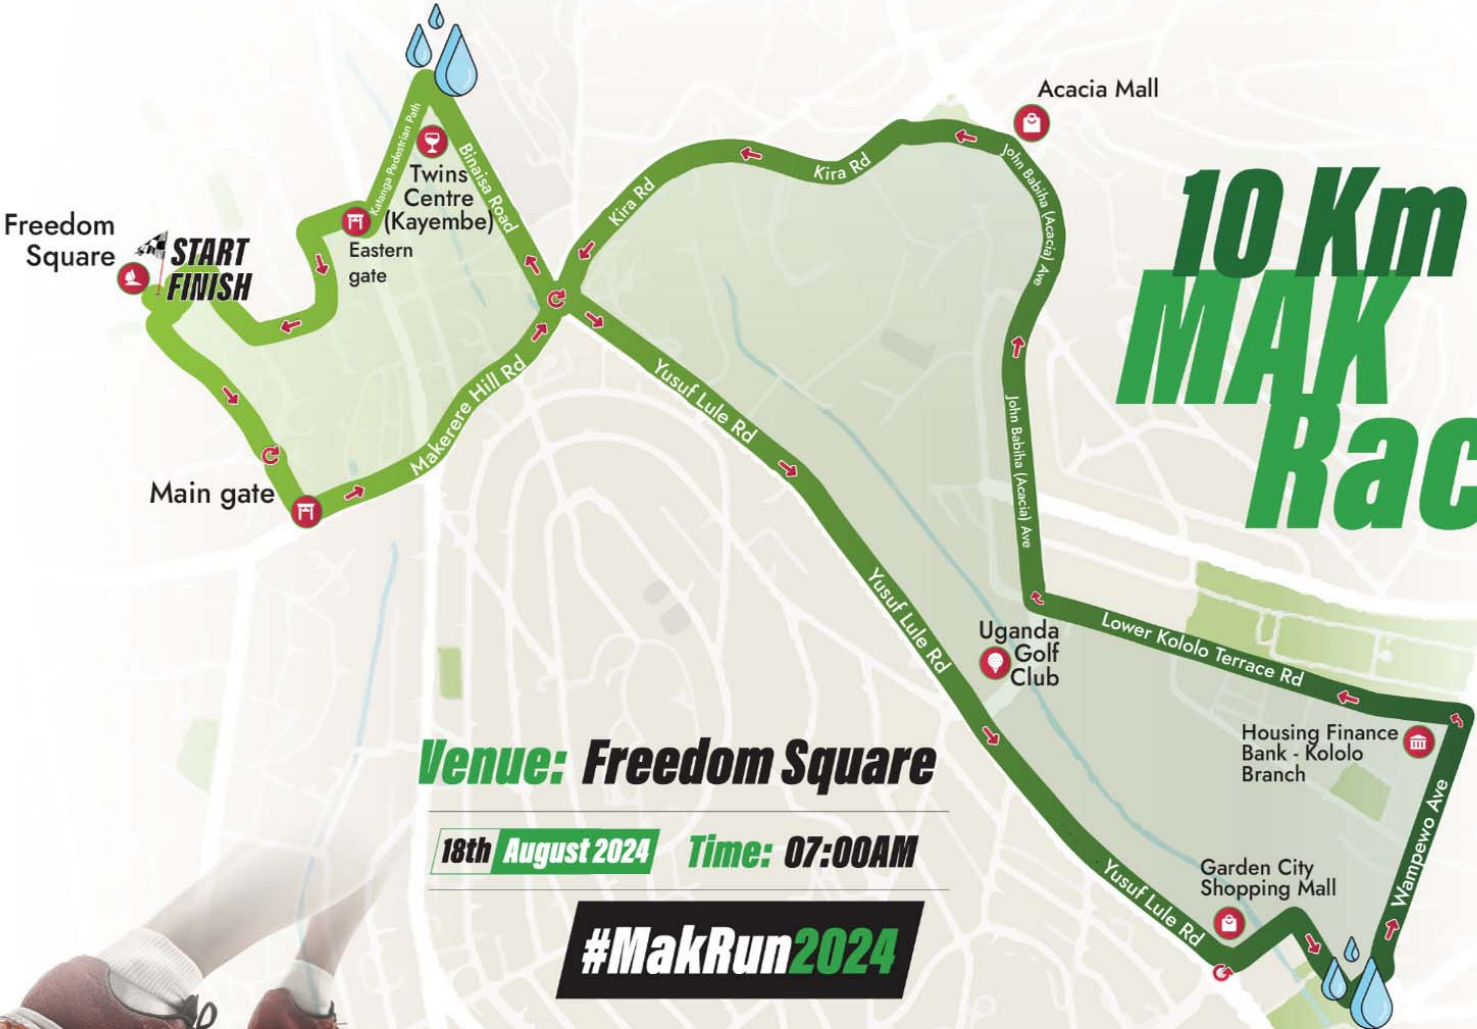 Acacia Mall
Katanga Pedestrian Path
Binaisa Road
Twins
Centre
(Kayembe)
Kira Rd
Kira Rd
John Babiha (Acacia) Ave
10 Km
MAK
Rac
Freedom
Square
START
FINISH
Eastern
gate
Makerere Hill Rd
Yusuf Lule Rd
John Babiha (Acacia) Ave
Main gate
Yusuf Lule Rd
Uganda
Golf
Club
Lower Kololo Terrace Rd
Housing Finance
Bank - Kololo
Branch
Wampewo Ave
Venue: Freedom Square
18th August 2024 Time: 07:00AM
Garden City
Shopping Mall
Yusuf Lule Rd
#MakRun2024